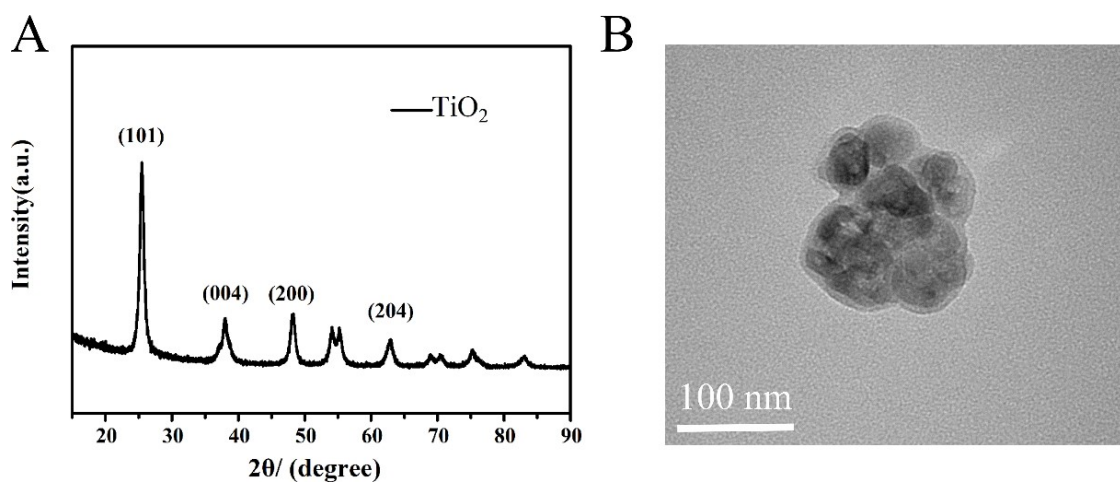 A
B
TiO₂
(101)
(004)
(200)
(204)
Intensity(a.u.)
20 30 40 50 60 70 80 90
2θ/ (degree)
100 nm